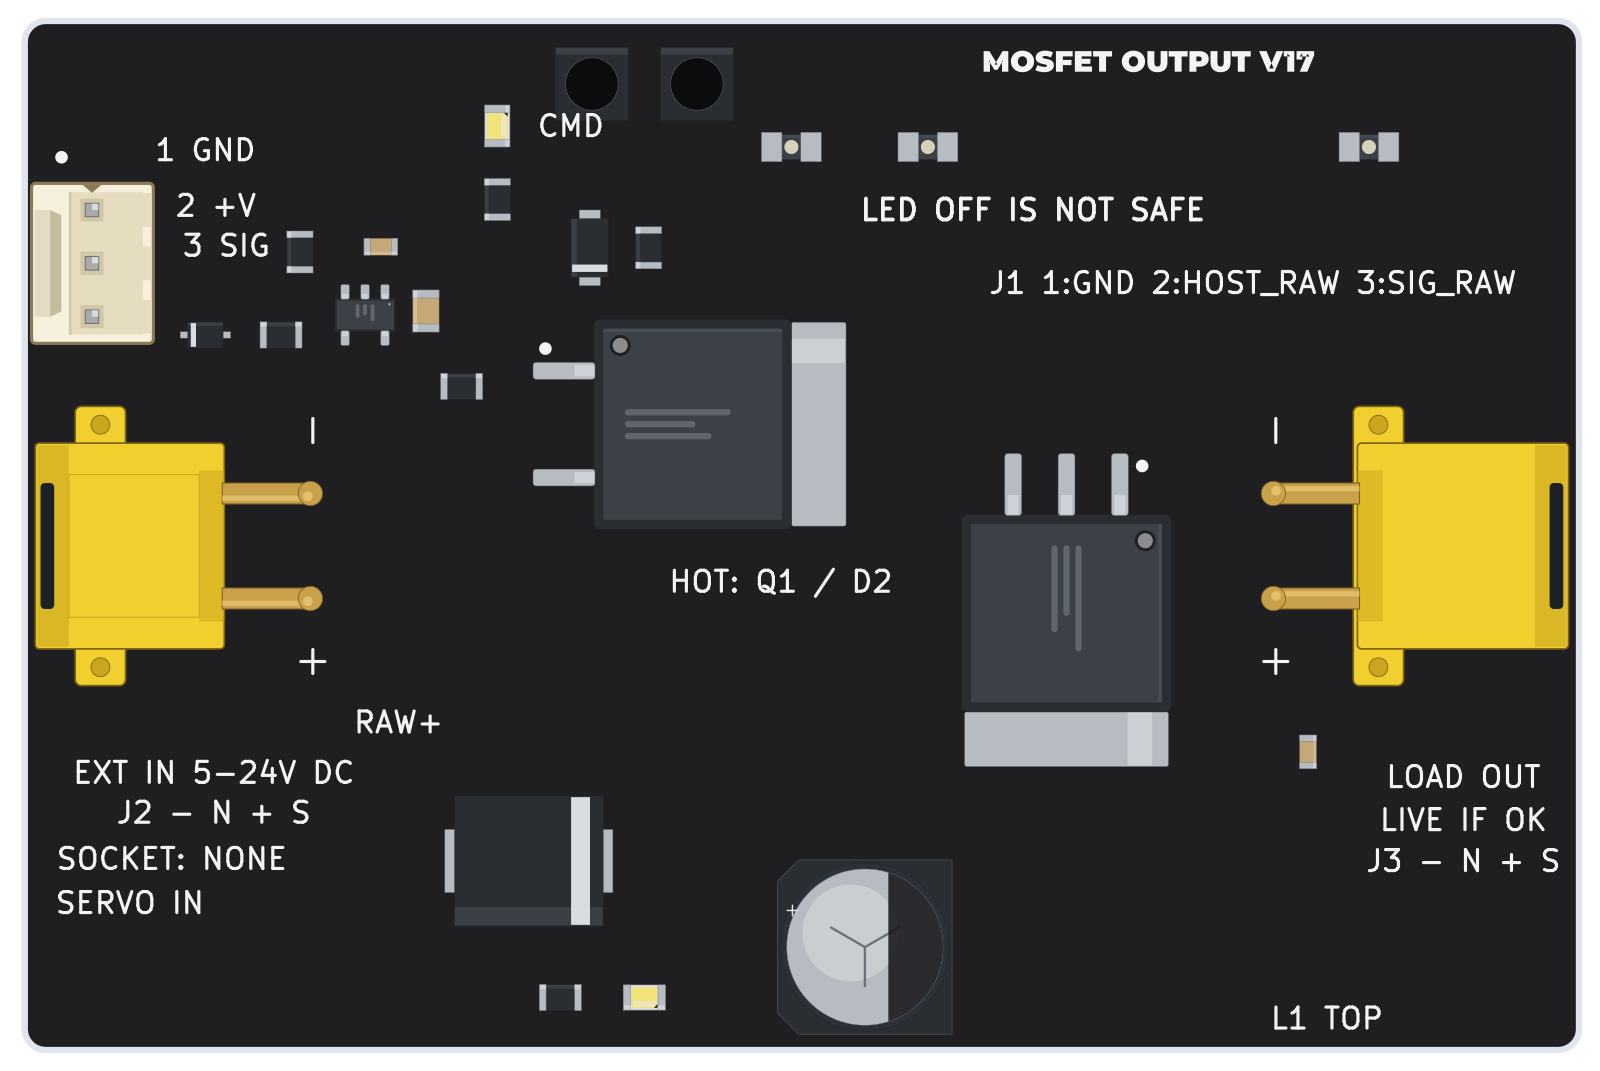 MOSFET OUTPUT V17
CMD
1 GND
2 +V
3 SIG
LED OFF IS NOT SAFE
J1 1:GND 2:HOST_RAW 3:SIG_RAW
−
−
HOT: Q1 / D2
+
+
RAW+
EXT IN 5−24V DC
J2 − N + S
SOCKET: NONE
SERVO IN
LOAD OUT
LIVE IF OK
J3 − N + S
+
L1 TOP